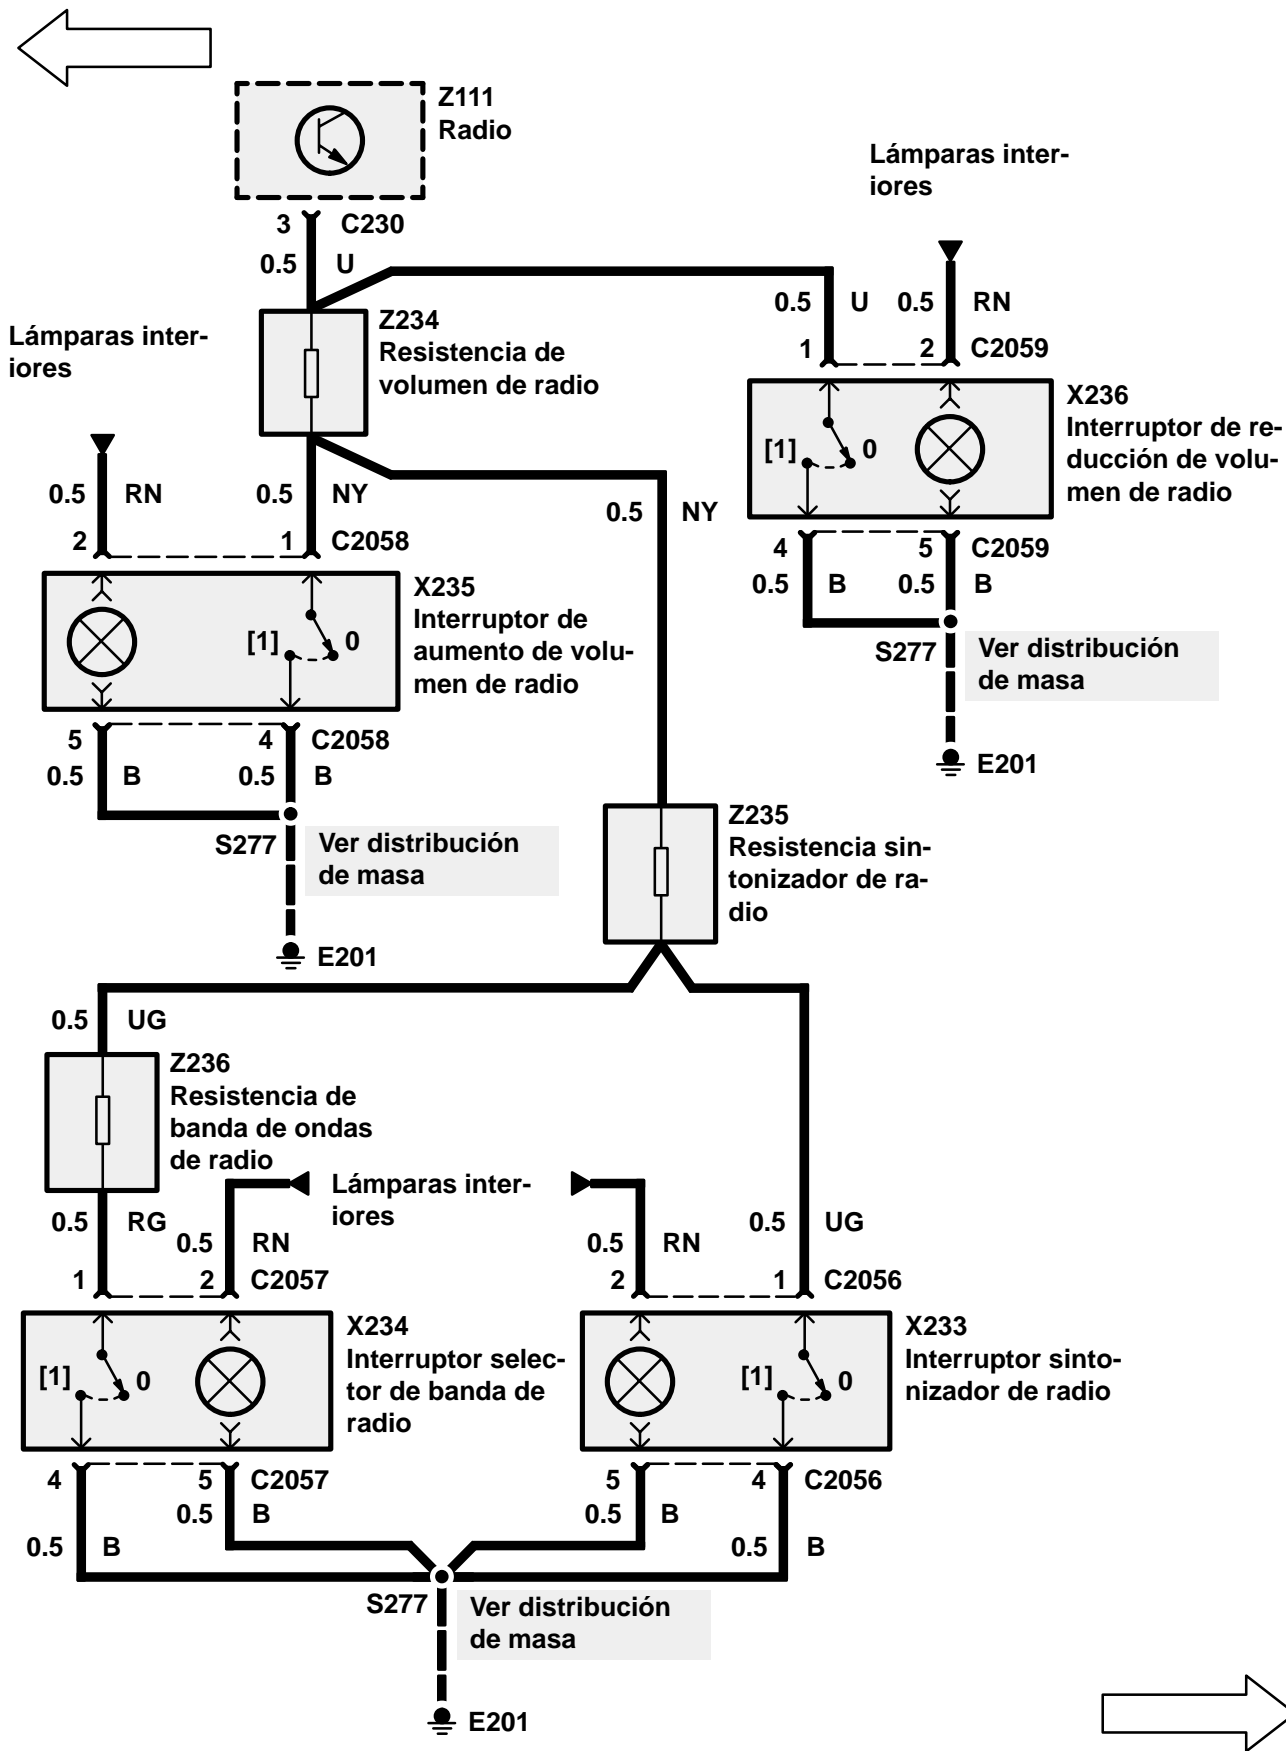 Z111
Radio
Lámparas inter-
iores
3 C230
0.5 U
0.5 U 0.5 RN
1 2 C2059
Z234
Resistencia de
volumen de radio
Lámparas inter-
iores
X236
Interruptor de re-
ducción de volu-
men de radio
[1] 0
0.5 RN 0.5 NY
2 1 C2058
0.5 NY
4 5 C2059
0.5 B 0.5 B
X235
Interruptor de
aumento de volu-
men de radio
[1] 0
S277
Ver distribución
de masa
E201
5 4 C2058
0.5 B 0.5 B
S277
Ver distribución
de masa
E201
Z235
Resistencia sin-
tonizador de ra-
dio
0.5 UG
Z236
Resistencia de
banda de ondas
de radio
Lámparas inter-
iores
0.5 RG
0.5 RN
0.5 RN
0.5 UG
1 2 C2057
2 1 C2056
X234
Interruptor selec-
tor de banda de
radio
[1] 0
X233
Interruptor sinto-
nizador de radio
[1] 0
4 5 C2057
5 4 C2056
0.5 B
0.5 B
0.5 B
0.5 B
S277
Ver distribución
de masa
E201